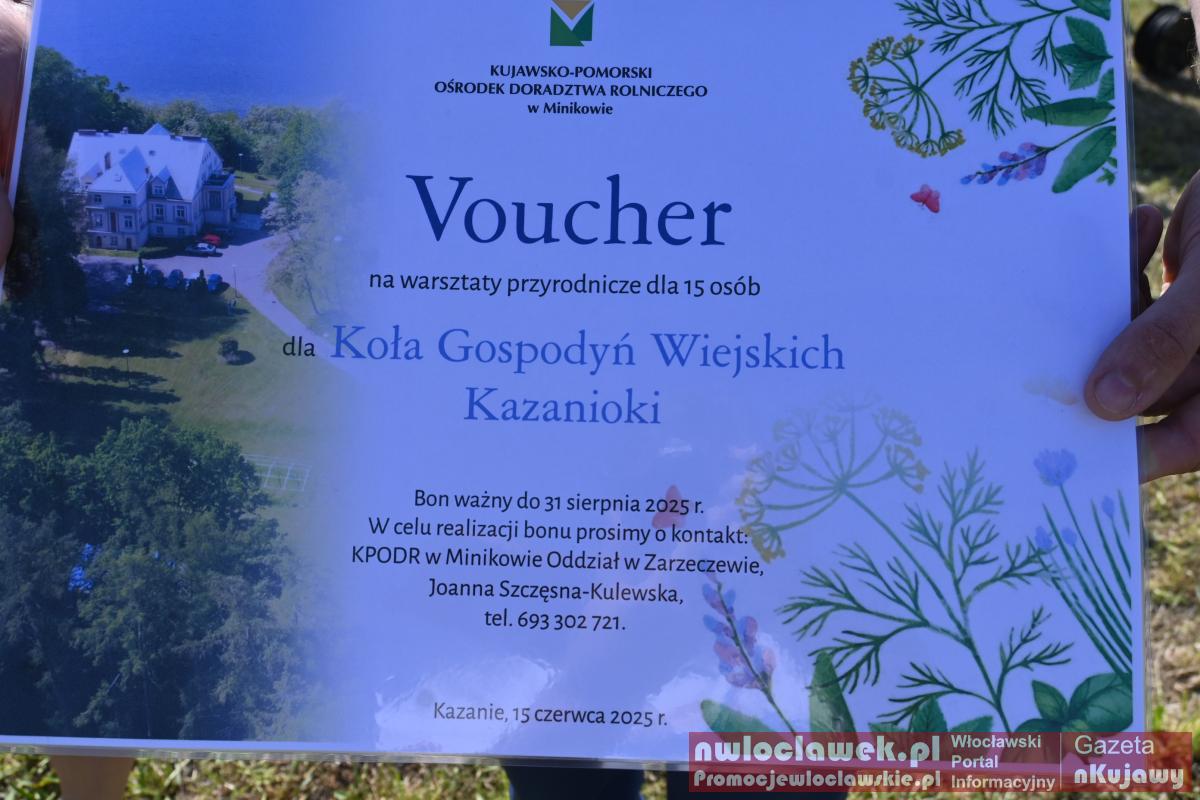 KUJAWSKO-POMORSKI
OŚRODEK DORADZTWA ROLNICZEGO
w Minikowie
Voucher
na warsztaty przyrodnicze dla 15 osób
dla Koła Gospodyń Wiejskich
Kazanioki
Bon ważny do 31 sierpnia 2025 r.
W celu realizacji bonu prosimy o kontakt:
KPODR w Minikowie Oddział w Zarzeczewie,
Joanna Szczęsna-Kulewska,
tel. 693 302 721.
Kazanie, 15 czerwca 2025 r.
nwloclawek.pl
Promocjewloclawskie.pl
Włocławski
Portal
Informacyjny
Gazeta
nKujawy